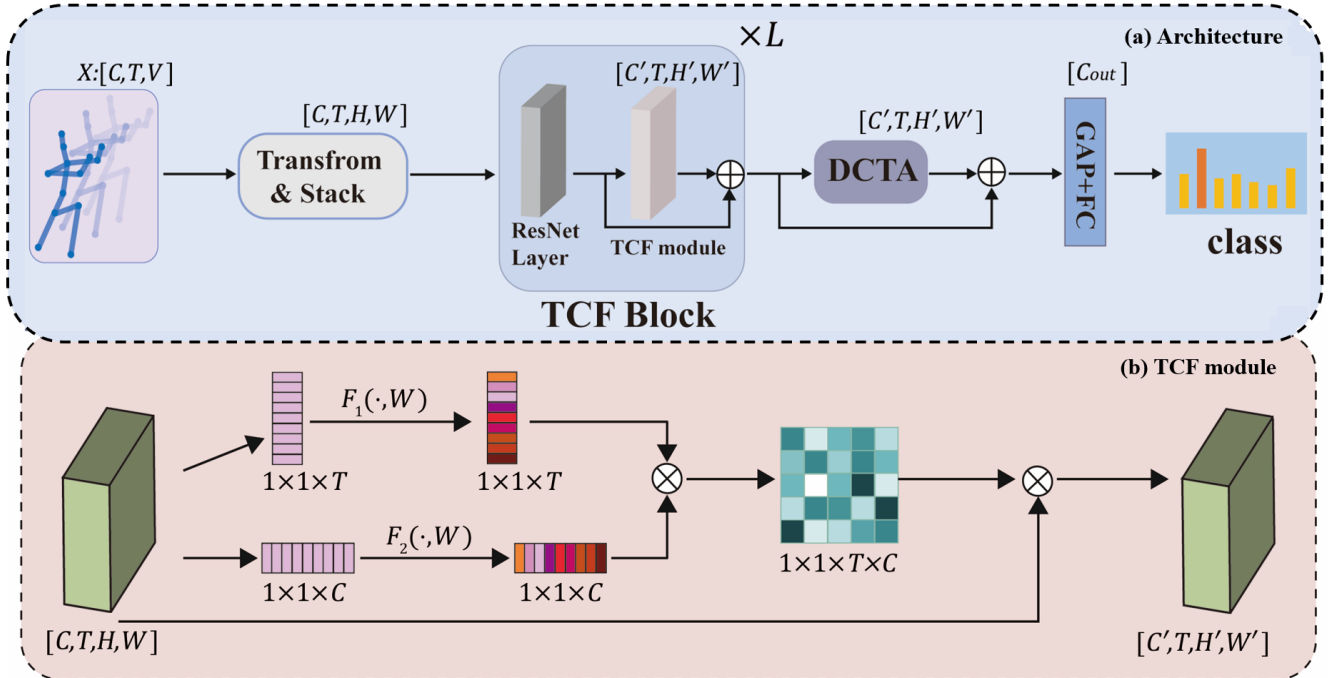 (a) Architecture
×L
X:[C,T,V]
[C,T,H,W]
[C′,T,H′,W′]
[C′,T,H′,W′]
[Cout]
Transfrom
& Stack
ResNet
Layer
TCF module
DCTA
GAP+FC
class
TCF Block
(b) TCF module
F₁(·,W)
1×1×T
1×1×T
F₂(·,W)
1×1×C
1×1×C
1×1×T×C
[C,T,H,W]
[C′,T,H′,W′]